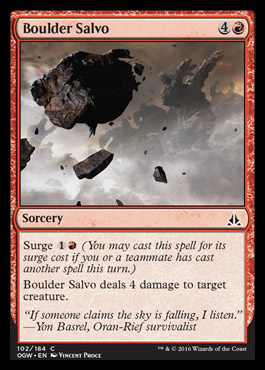 Boulder Salvo 4
Sorcery
Surge 1 (You may cast this spell for its
surge cost if you or a teammate has cast
another spell this turn.)
Boulder Salvo deals 4 damage to target
creature.
"If someone claims the sky is falling, I listen."
—Yon Basrel, Oran-Rief survivalist
102/184 C
OGW • EN VINCENT PROCE
™ & © 2016 Wizards of the Coast